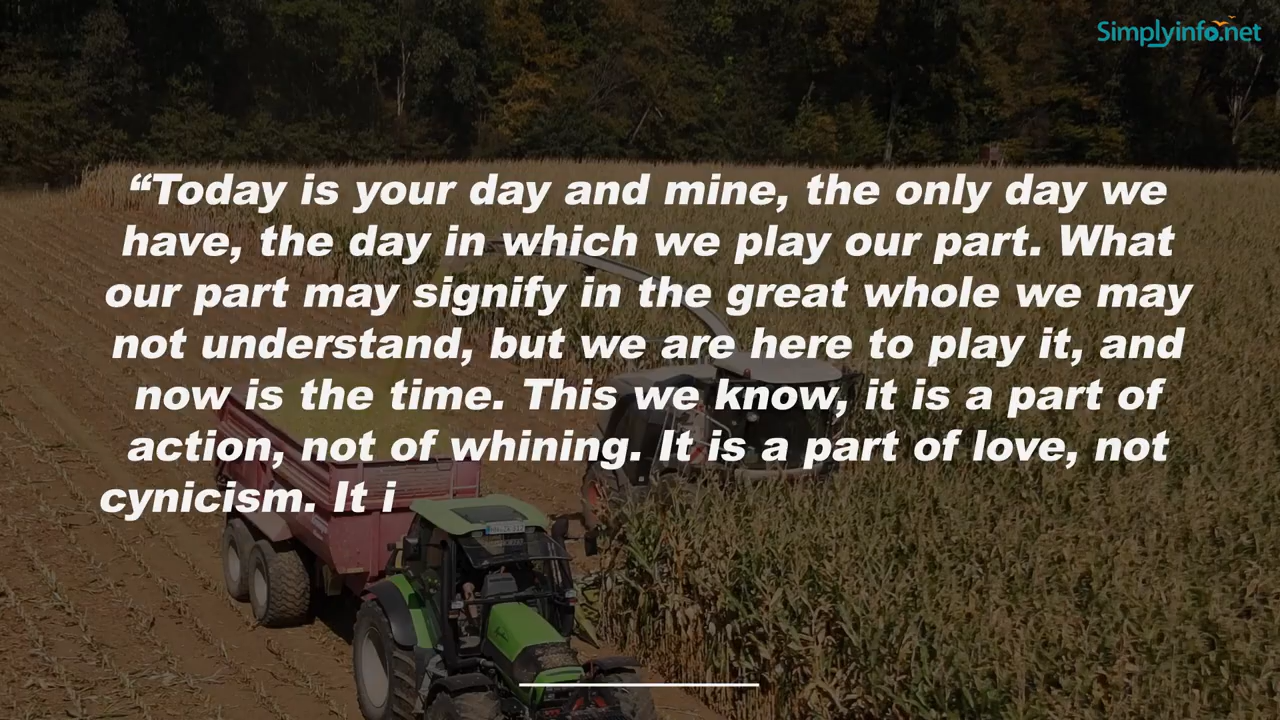 Simplyinfo.net
“Today is your day and mine, the only day we
have, the day in which we play our part. What
our part may signify in the great whole we may
not understand, but we are here to play it, and
now is the time. This we know, it is a part of
action, not of whining. It is a part of love, not
cynicism. It i